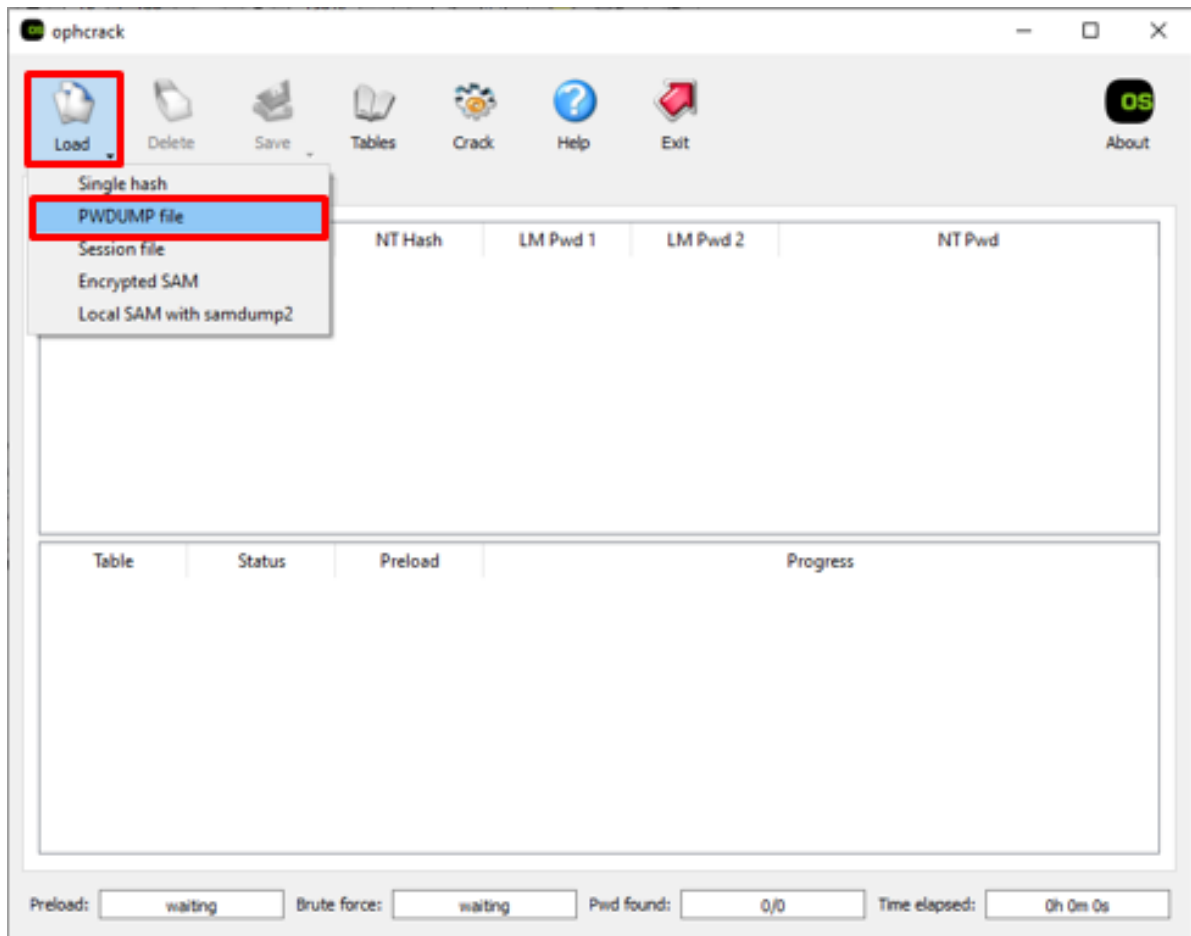 ophcrack
OS
Load Delete Save Tables Crack Help Exit About
Single hash
PWDUMP file
Session file
Encrypted SAM
Local SAM with samdump2
NT Hash LM Pwd 1 LM Pwd 2 NT Pwd
Table Status Preload Progress
Preload: waiting Brute force: waiting Pwd found: 0/0 Time elapsed: 0h 0m 0s